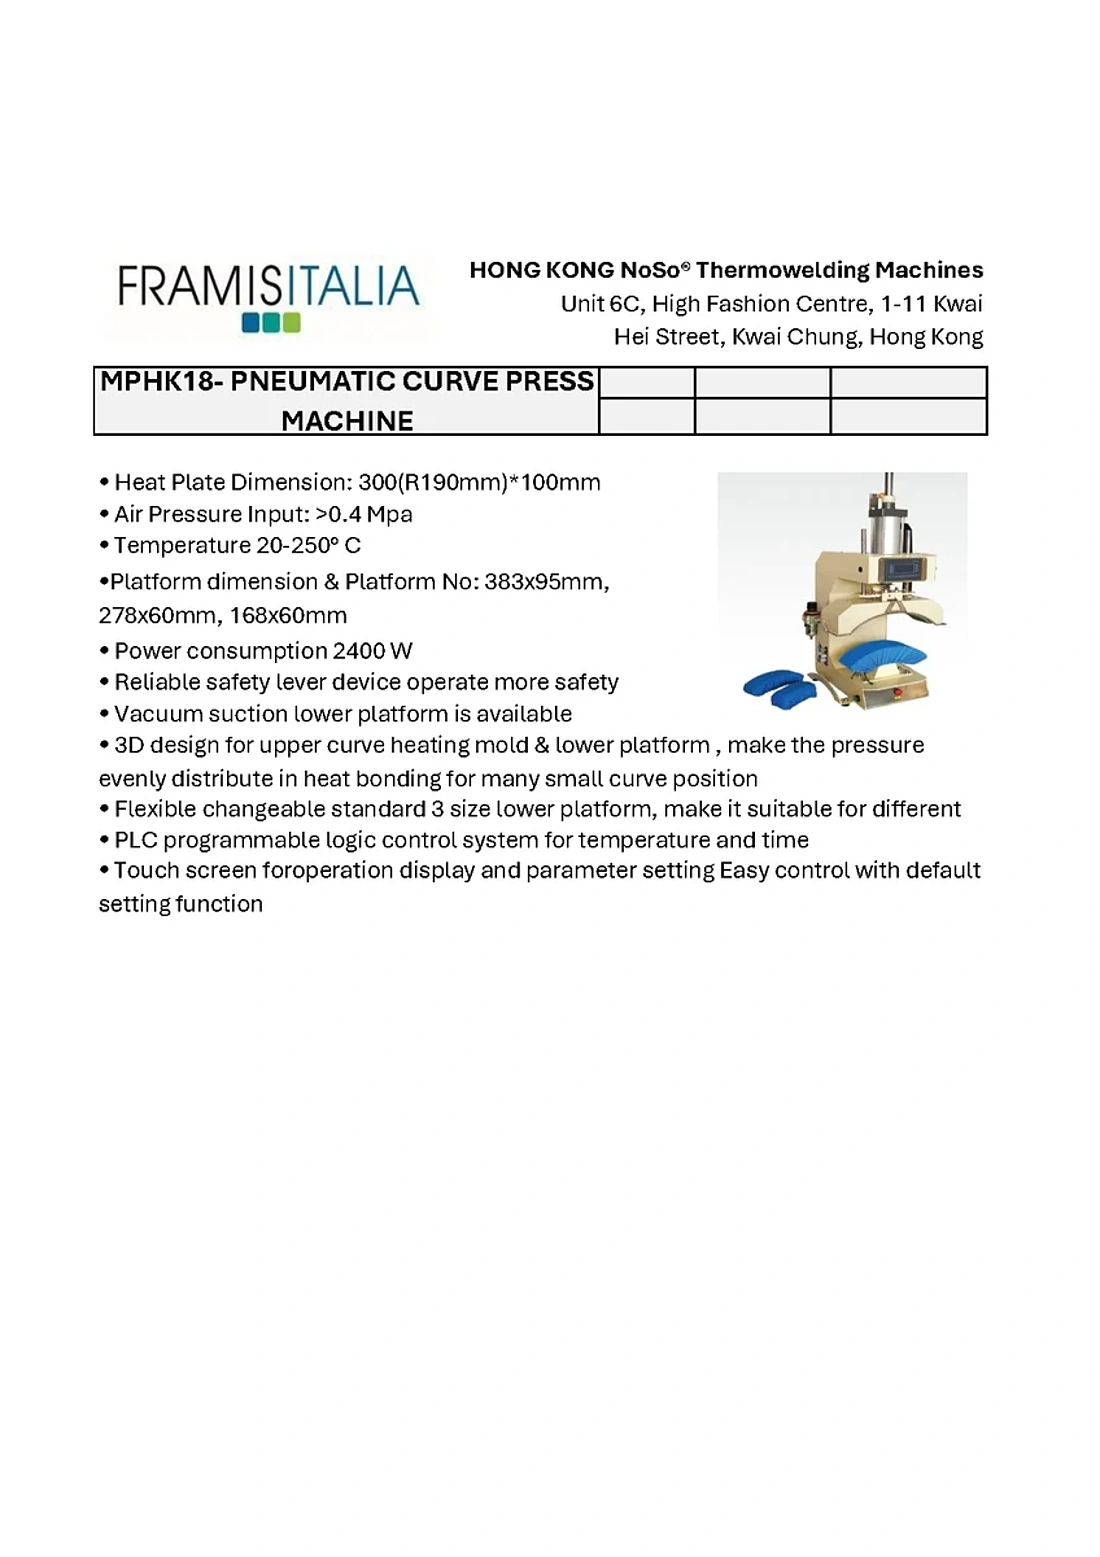 FRAMISITALIA
HONG KONG NoSo® Thermowelding Machines
Unit 6C, High Fashion Centre, 1-11 Kwai
Hei Street, Kwai Chung, Hong Kong
MPHK18- PNEUMATIC CURVE PRESS
MACHINE
• Heat Plate Dimension: 300(R190mm)*100mm
• Air Pressure Input: >0.4 Mpa
• Temperature 20-250° C
•Platform dimension & Platform No: 383x95mm,
278x60mm, 168x60mm
• Power consumption 2400 W
• Reliable safety lever device operate more safety
• Vacuum suction lower platform is available
• 3D design for upper curve heating mold & lower platform , make the pressure
evenly distribute in heat bonding for many small curve position
• Flexible changeable standard 3 size lower platform, make it suitable for different
• PLC programmable logic control system for temperature and time
• Touch screen foroperation display and parameter setting Easy control with default
setting function